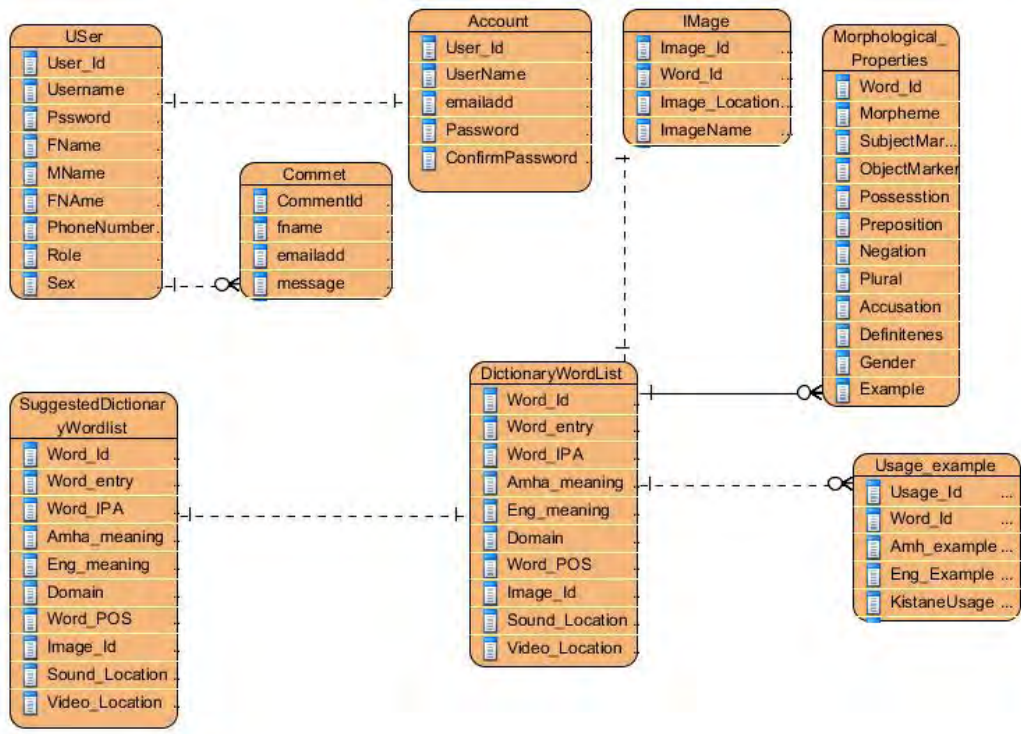 USer
User_Id
Username
Pssword
FName
MName
FNAme
PhoneNumber.
Role
Sex
Account
User_Id
UserName
emailadd
Password
ConfirmPassword
IMage
Image_Id
Word_Id
Image_Location...
ImageName
Morphological_
Properties
Word_Id
Morpheme
SubjectMar...
ObjectMarker
Possesstion
Preposition
Negation
Plural
Accusation
Definitenes
Gender
Example
Commet
CommentId
fname
emailadd
message
SuggestedDictionar
yWordlist
Word_Id
Word_entry
Word_IPA
Amha_meaning
Eng_meaning
Domain
Word_POS
Image_Id
Sound_Location
Video_Location
DictionaryWordList
Word_Id
Word_entry
Word_IPA
Amha_meaning
Eng_meaning
Domain
Word_POS
Image_Id
Sound_Location
Video_Location
Usage_example
Usage_Id ...
Word_Id ...
Amh_example ...
Eng_Example ...
KistaneUsage ...